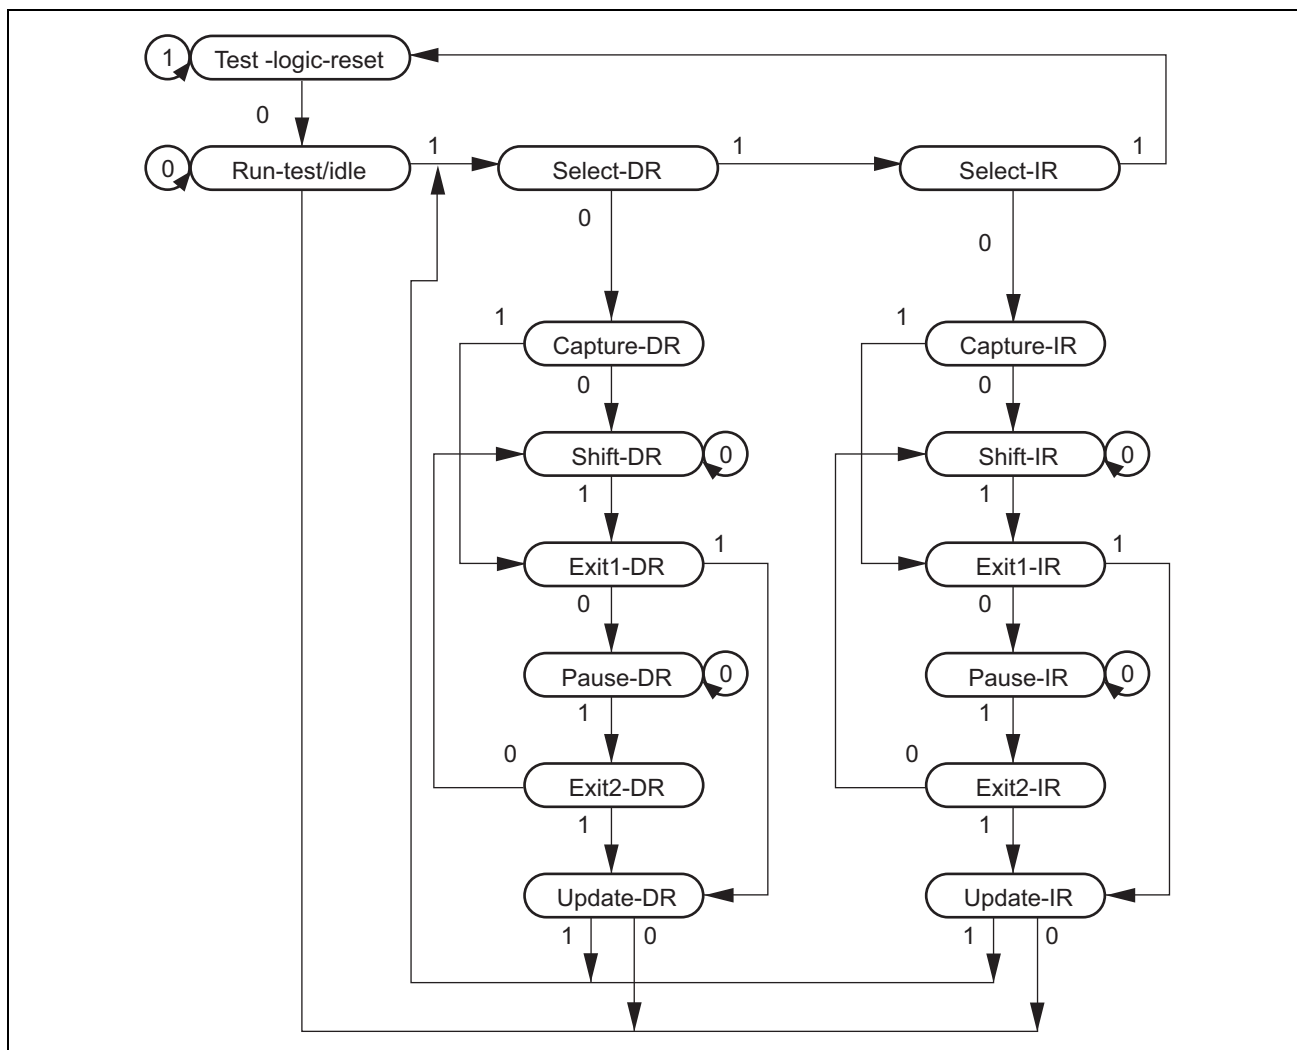 1
Test -logic-reset
0
0
Run-test/idle
1
Select-DR
1
Select-IR
1
0
0
1
Capture-DR
0
1
Capture-IR
0
Shift-DR
0
1
Shift-IR
0
1
Exit1-DR
1
0
Exit1-IR
1
0
Pause-DR
0
1
Pause-IR
0
1
0
Exit2-DR
1
0
Exit2-IR
1
Update-DR
1
0
Update-IR
1
0